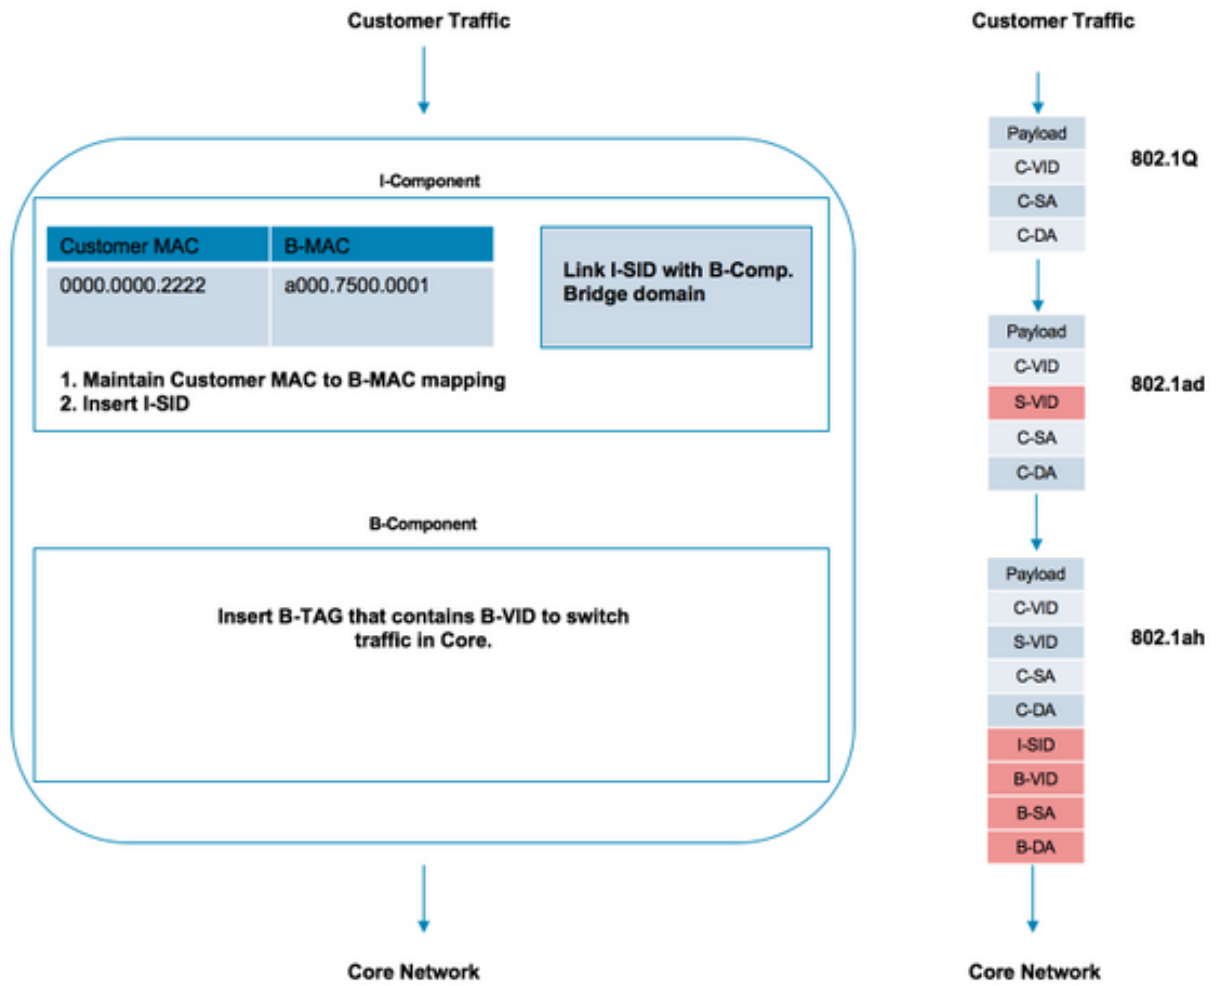 Customer Traffic
I-Component
Customer MAC B-MAC
0000.0000.2222 a000.7500.0001
Link I-SID with B-Comp.
Bridge domain
1. Maintain Customer MAC to B-MAC mapping
2. Insert I-SID
B-Component
Insert B-TAG that contains B-VID to switch
traffic in Core.
Core Network
Customer Traffic
Payload
C-VID
C-SA
C-DA
802.1Q
Payload
C-VID
S-VID
C-SA
C-DA
802.1ad
Payload
C-VID
S-VID
C-SA
C-DA
I-SID
B-VID
B-SA
B-DA
802.1ah
Core Network